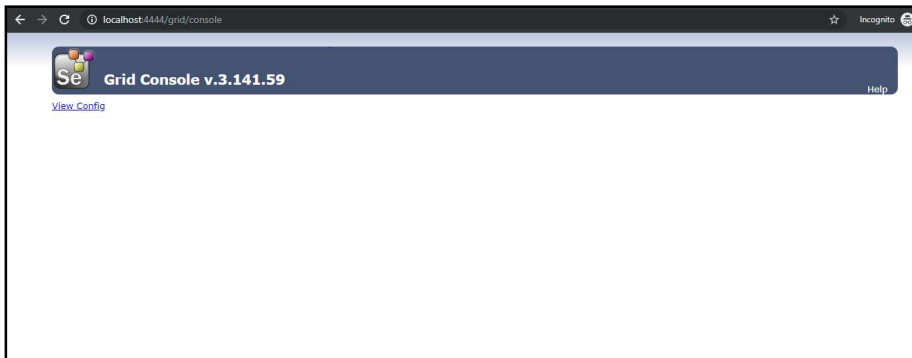 localhost:4444/grid/console
Incognito
Se
Grid Console v.3.141.59
Help
View Config